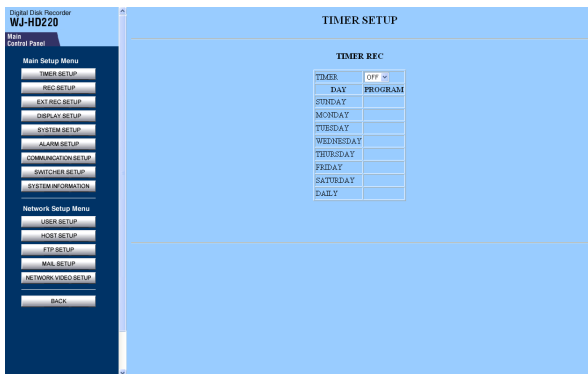 Digital Disk Recorder
WJ-HD220
Main
Control Panel
Main Setup Menu
TIMER SETUP
REC SETUP
EXT REC SETUP
DISPLAY SETUP
SYSTEM SETUP
ALARM SETUP
COMMUNICATION SETUP
SWITCHER SETUP
SYSTEM INFORMATION
Network Setup Menu
USER SETUP
HOST SETUP
FTP SETUP
MAIL SETUP
NETWORK VIDEO SETUP
BACK
TIMER SETUP
TIMER REC
TIMER OFF
DAY PROGRAM
SUNDAY
MONDAY
TUESDAY
WEDNESDAY
THURSDAY
FRIDAY
SATURDAY
DAILY